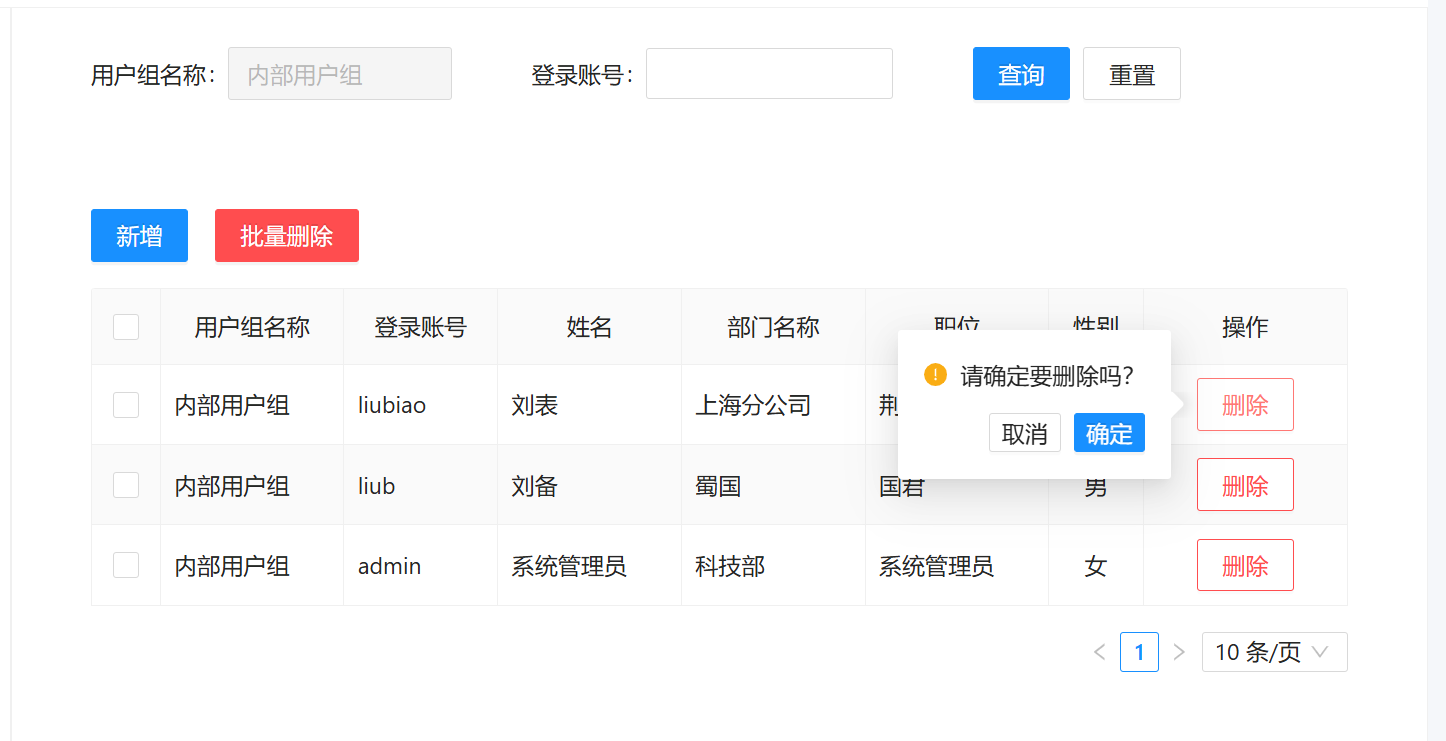 用户组名称: 内部用户组 登录账号: 查询 重置
新增 批量删除
用户组名称 登录账号 姓名 部门名称 职位 性别 操作
请确定要删除吗?
内部用户组 liubiao 刘表 上海分公司 荆 删除
取消 确定
内部用户组 liub 刘备 蜀国 国君 男 删除
内部用户组 admin 系统管理员 科技部 系统管理员 女 删除
1 10 条/页